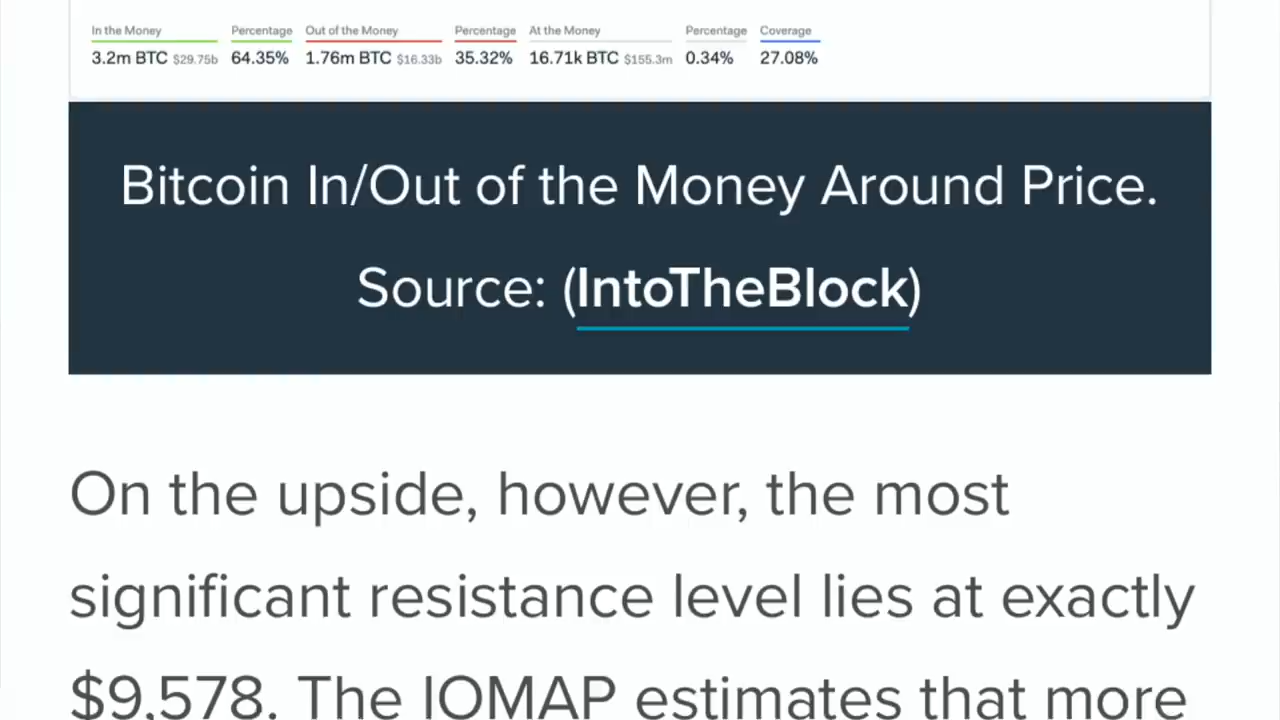 In the Money Percentage Out of the Money Percentage At the Money Percentage Coverage
3.2m BTC $29.75b 64.35% 1.76m BTC $16.33b 35.32% 16.71k BTC $155.3m 0.34% 27.08%
Bitcoin In/Out of the Money Around Price.
Source: (IntoTheBlock)
On the upside, however, the most
significant resistance level lies at exactly
$9,578. The IOMAP estimates that more